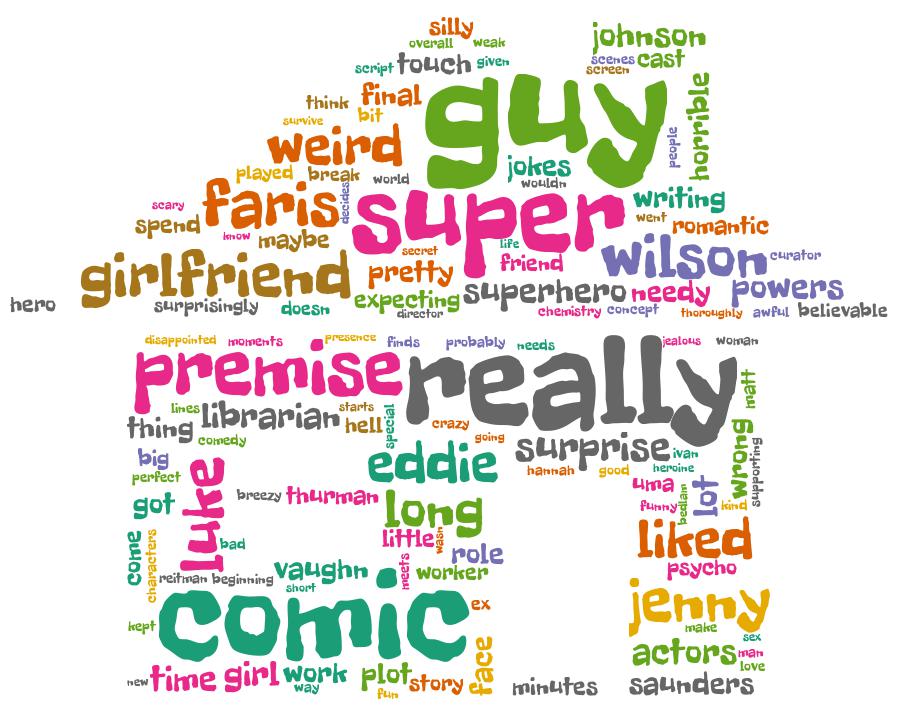 silly
overall weak
johnson
script touch given
scenes cast
screen
think final
guy
horrible
survive bit
people
weird
jokes
played break world
wouldn
scary faris decides super writing
spend
went romantic
know maybe
secret life
girlfriend pretty friend wilson curator
hero surprisingly doesn expecting superhero needy powers
director chemistry concept thoroughly awful believable
disappointed moments presence finds probably needs jealous woman
premise really matt
lines librarian starts
thing hell special crazy
comedy going
big eddie surprise ivan wrong supporting
perfect luke hannah good heroine
breezy thurman uma lot
got long funny bedlam kind
come characters little wasn liked
bad role
psycho
reitman beginning vaughn meets worker
short
comic ex jenny
kept make
sex
face actors man
love
new time girl work plot story minutes saunders
way fun